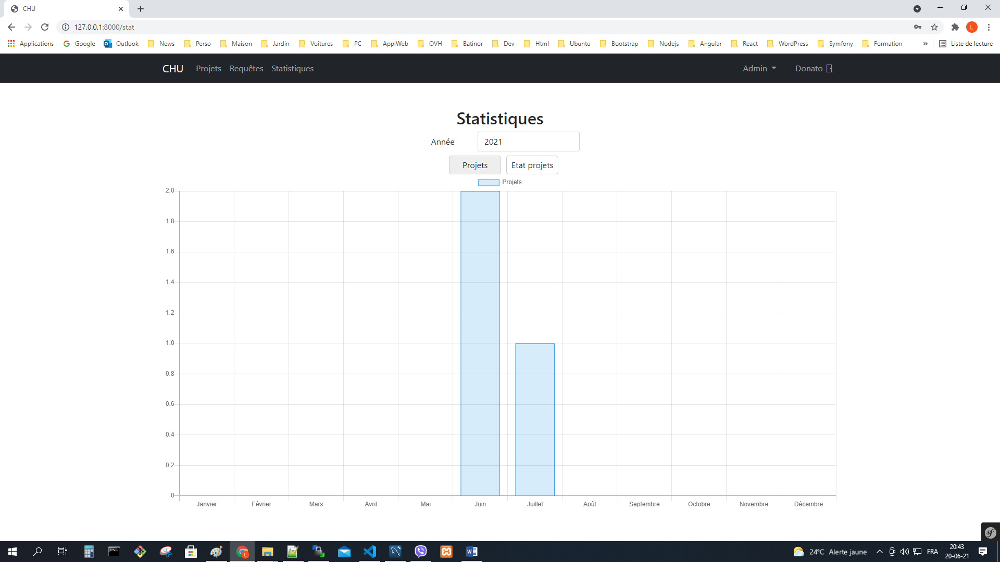 CHU
127.0.0.1:8000/stat
L
Applications Google Outlook News Perso Maison Jardin Voitures PC AppiWeb OVH Batinor Dev Html Ubuntu Bootstrap Nodejs Angular React WordPress Symfony Formation » Liste de lecture
CHU Projets Requêtes Statistiques Admin Donato
Statistiques
Année 2021
Projets Etat projets
Projets
2.0
1.8
1.6
1.4
1.2
1.0
0.8
0.6
0.4
0.2
0
Janvier Février Mars Avril Mai Juin Juillet Août Septembre Octobre Novembre Décembre
sf
24°C Alerte jaune FRA 20:43
20-06-21